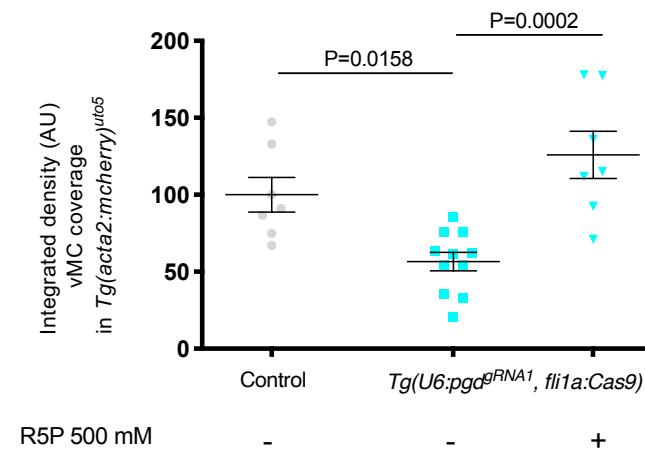 P=0.0002
P=0.0158
200
150
100
50
0
Integrated density (AU)
vMC coverage
in Tg(acta2:mcherry)uto5
Control
Tg(U6:pgdgRNA1, fli1a:Cas9)
R5P 500 mM
- - +